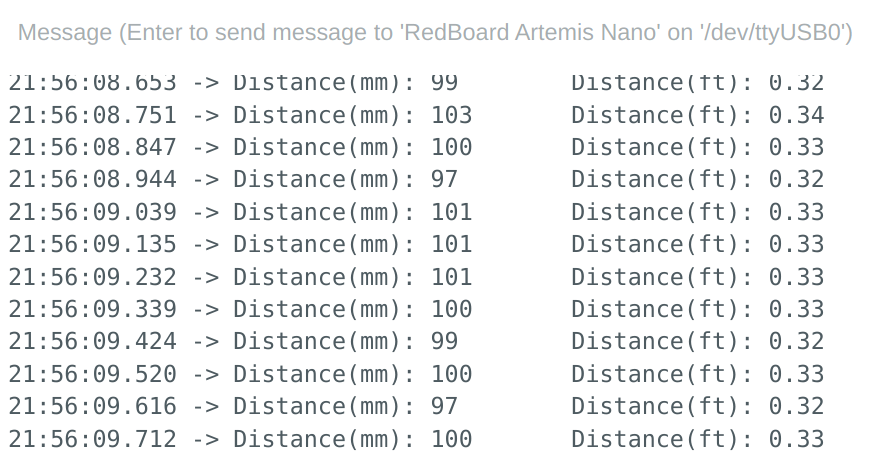 Message (Enter to send message to 'RedBoard Artemis Nano' on '/dev/ttyUSB0')
21:56:08.653 -> Distance(mm): 99 Distance(ft): 0.32
21:56:08.751 -> Distance(mm): 103 Distance(ft): 0.34
21:56:08.847 -> Distance(mm): 100 Distance(ft): 0.33
21:56:08.944 -> Distance(mm): 97 Distance(ft): 0.32
21:56:09.039 -> Distance(mm): 101 Distance(ft): 0.33
21:56:09.135 -> Distance(mm): 101 Distance(ft): 0.33
21:56:09.232 -> Distance(mm): 101 Distance(ft): 0.33
21:56:09.339 -> Distance(mm): 100 Distance(ft): 0.33
21:56:09.424 -> Distance(mm): 99 Distance(ft): 0.32
21:56:09.520 -> Distance(mm): 100 Distance(ft): 0.33
21:56:09.616 -> Distance(mm): 97 Distance(ft): 0.32
21:56:09.712 -> Distance(mm): 100 Distance(ft): 0.33